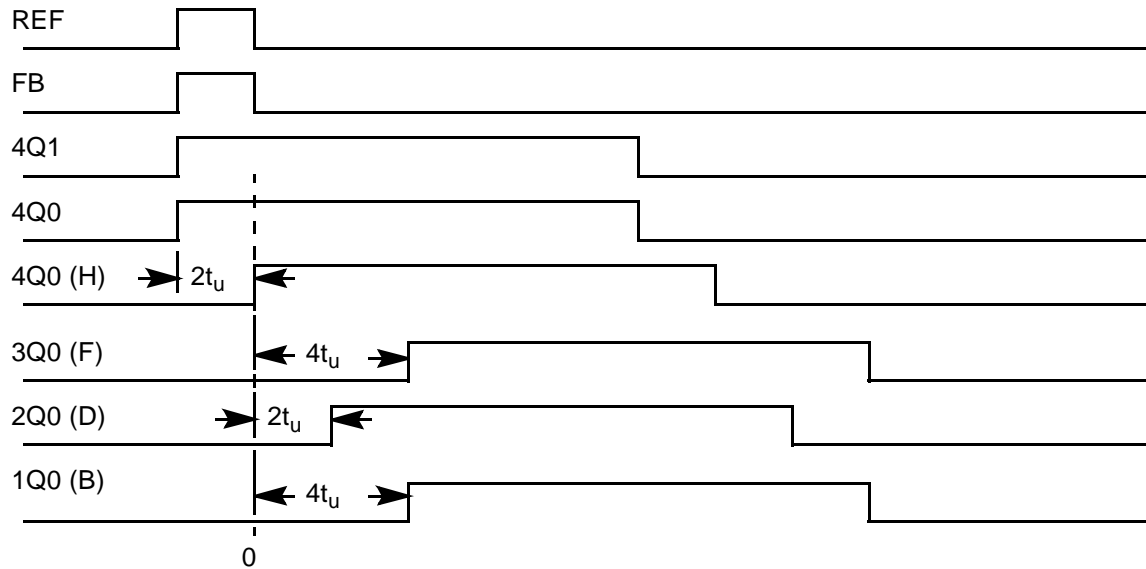 REF
FB
4Q1
4Q0
4Q0 (H)
2tu
3Q0 (F)
4tu
2Q0 (D)
2tu
1Q0 (B)
4tu
0